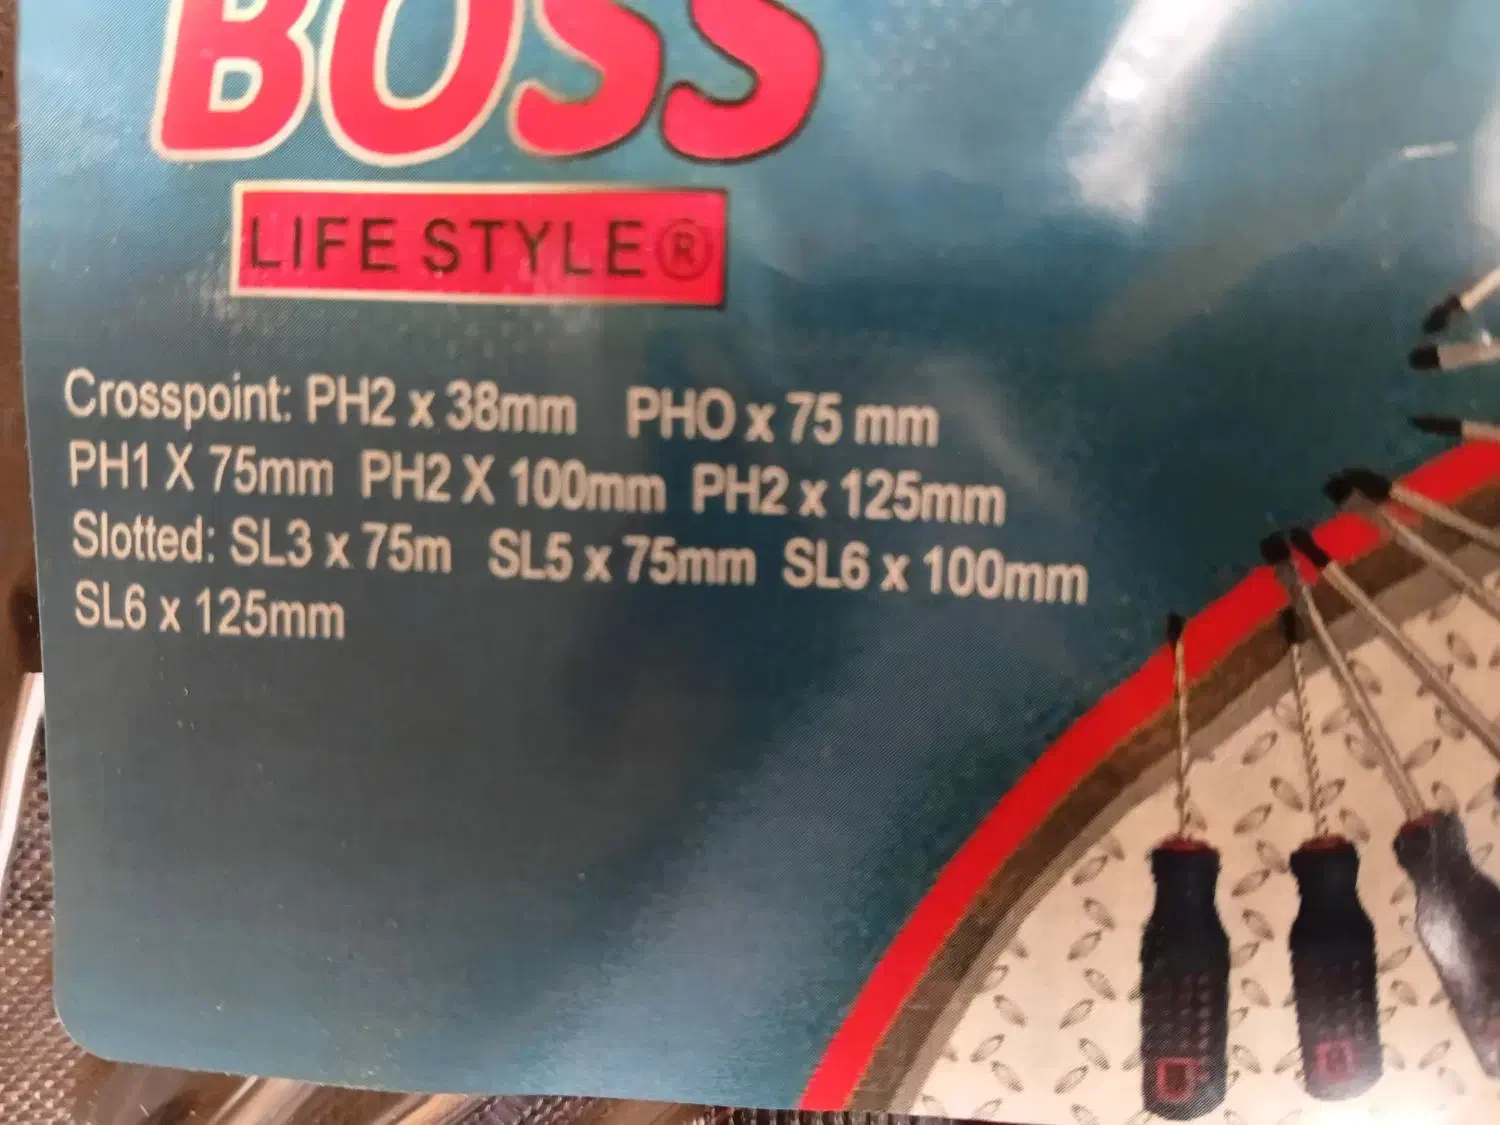 BOSS
LIFE STYLE®
Crosspoint: PH2 x 38mm PHO x 75 mm
PH1 X 75mm PH2 X 100mm PH2 x 125mm
Slotted: SL3 x 75m SL5 x 75mm SL6 x 100mm
SL6 x 125mm